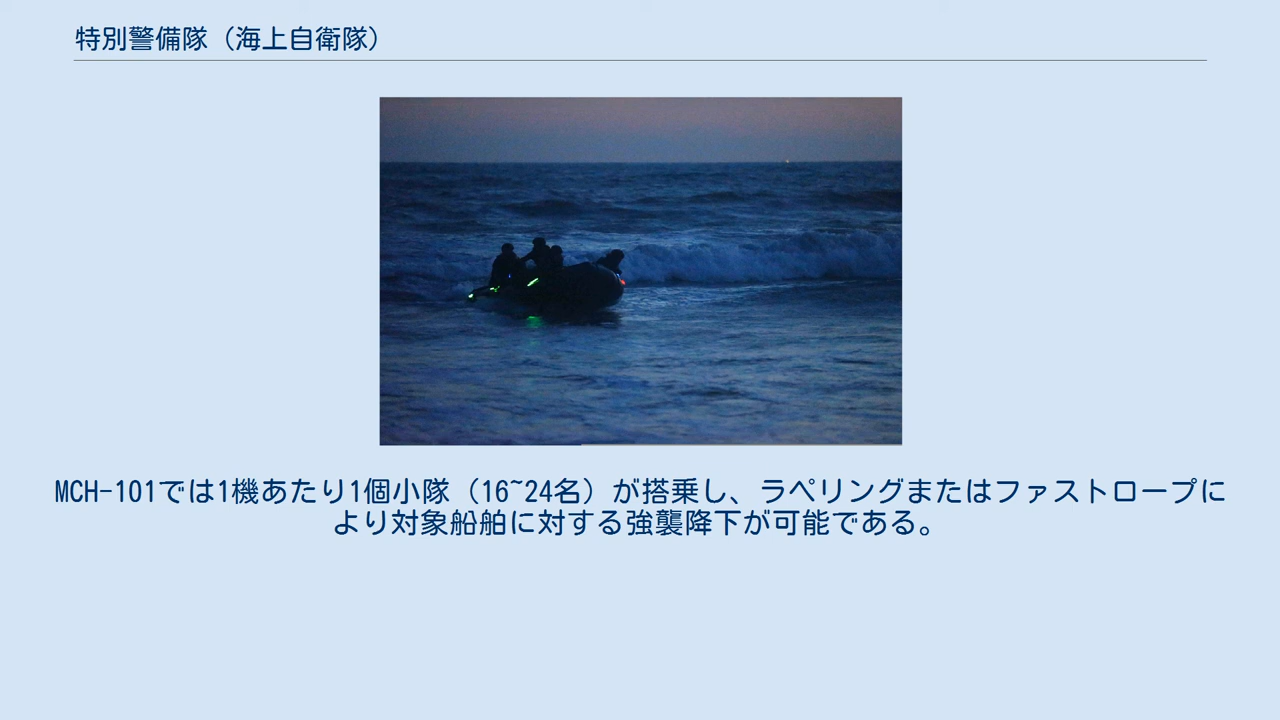 特別警備隊（海上自衛隊）
MCH-101では1機あたり1個小隊（16~24名）が搭乗し、ラペリングまたはファストロープに
より対象船舶に対する強襲降下が可能である。